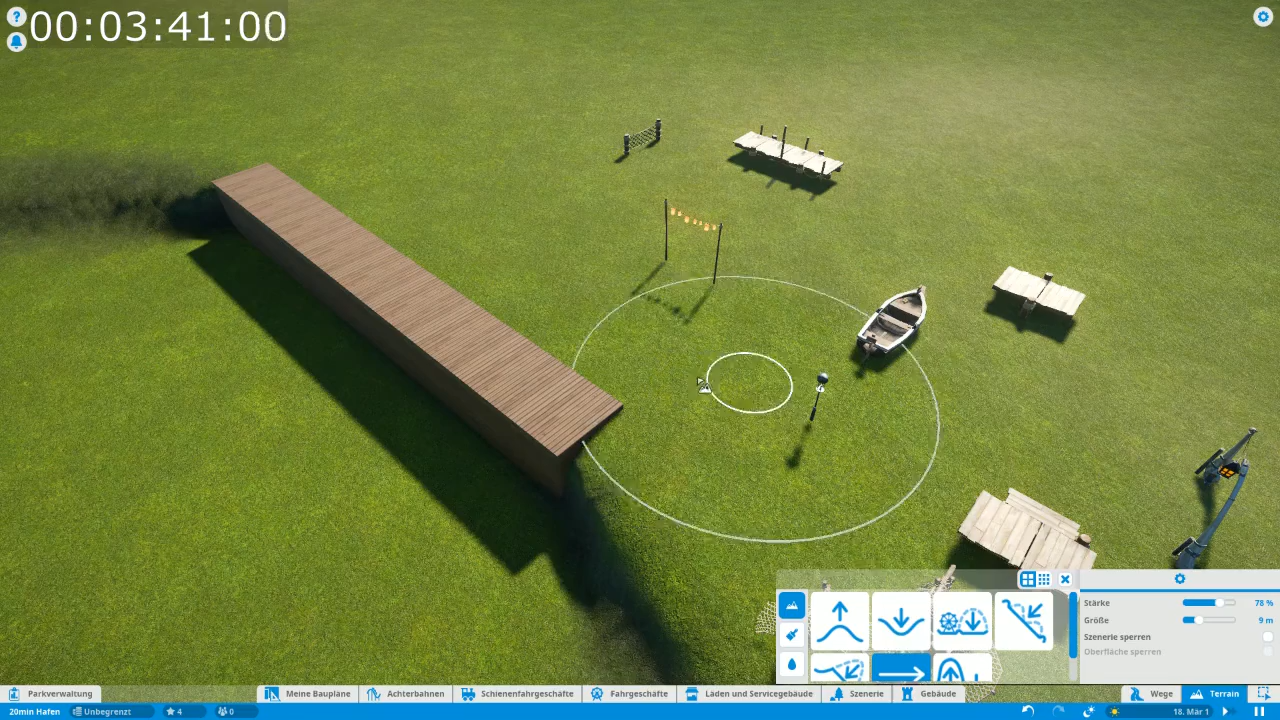 00:03:41:00
Stärke 78 %
Größe 9 m
Szenerie sperren
Oberfläche sperren
Parkverwaltung Meine Baupläne Achterbahnen Schienenfahrgeschäfte Fahrgeschäfte Läden und Servicegebäude Szenerie Gebäude Wege Terrain
20min Hafen Unbegrenzt 4 0 18. Mär 1